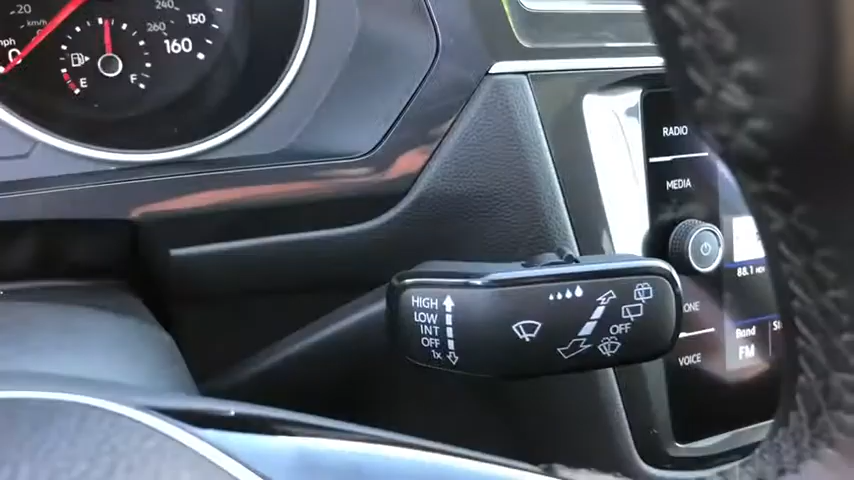 20
240
260
150
160
km/h
mph
E
F
RADIO
MEDIA
88.1
VOICE
Band
FM
HIGH
LOW
INT
OFF
1x
OFF